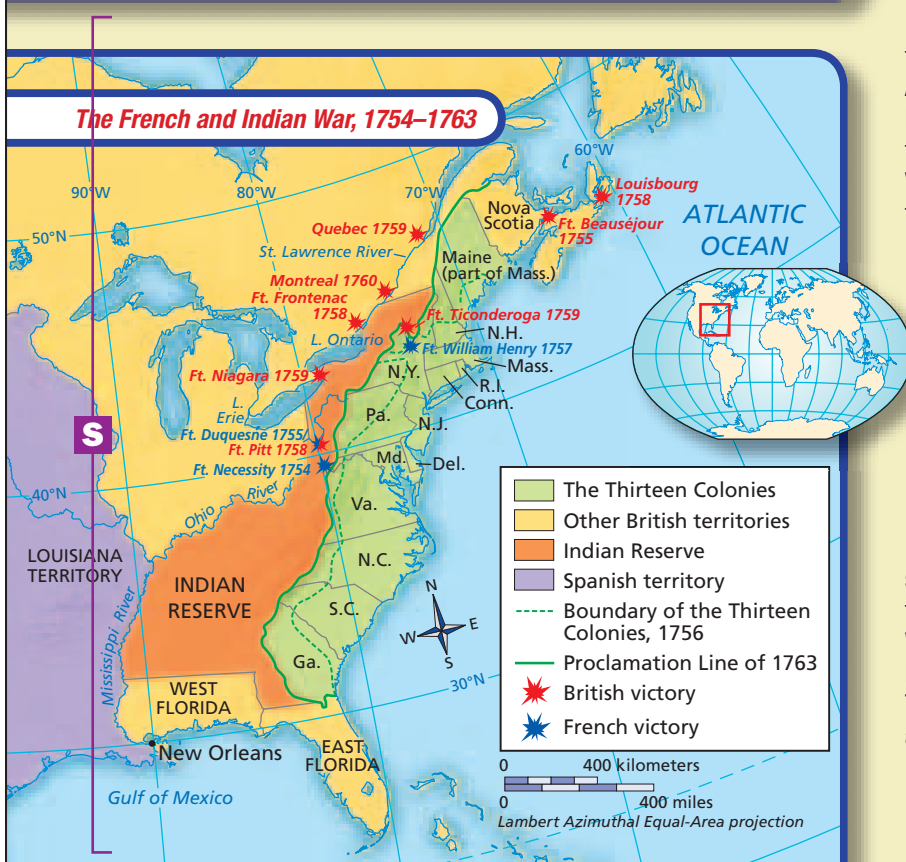 The French and Indian War, 1754–1763
90°W
80°W
70°W
60°W
50°N
Louisbourg
1758
Nova
Scotia
Ft. Beauséjour
1755
ATLANTIC
OCEAN
Quebec 1759
St. Lawrence River
Maine
(part of Mass.)
Montreal 1760
Ft. Frontenac
1758
Ft. Ticonderoga 1759
L. Ontario
N.H.
Ft. William Henry 1757
Mass.
N.Y.
R.I.
Conn.
Ft. Niagara 1759
L.
Erie
Pa.
N.J.
S
Ft. Duquesne 1755/
Ft. Pitt 1758
Ft. Necessity 1754
Md.
Del.
40°N
Ohio River
Va.
LOUISIANA
TERRITORY
INDIAN
RESERVE
N.C.
S.C.
Mississippi River
Ga.
N
W
E
S
30°N
WEST
FLORIDA
New Orleans
EAST
FLORIDA
Gulf of Mexico
The Thirteen Colonies
Other British territories
Indian Reserve
Spanish territory
Boundary of the Thirteen
Colonies, 1756
Proclamation Line of 1763
British victory
French victory
0 400 kilometers
0 400 miles
Lambert Azimuthal Equal-Area projection